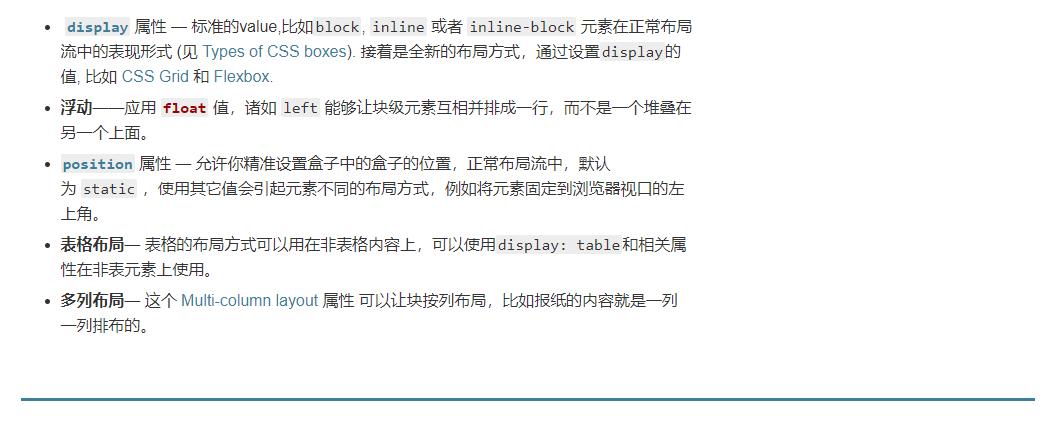 display 属性 — 标准的value,比如block, inline 或者 inline-block 元素在正常布局
流中的表现形式 (见 Types of CSS boxes). 接着是全新的布局方式，通过设置display的
值, 比如 CSS Grid 和 Flexbox.
浮动——应用 float 值，诸如 left 能够让块级元素互相并排成一行，而不是一个堆叠在
另一个上面。
position 属性 — 允许你精准设置盒子中的盒子的位置，正常布局流中，默认
为 static ，使用其它值会引起元素不同的布局方式，例如将元素固定到浏览器视口的左
上角。
表格布局— 表格的布局方式可以用在非表格内容上，可以使用display: table和相关属
性在非表元素上使用。
多列布局— 这个 Multi-column layout 属性 可以让块按列布局，比如报纸的内容就是一列
一列排布的。